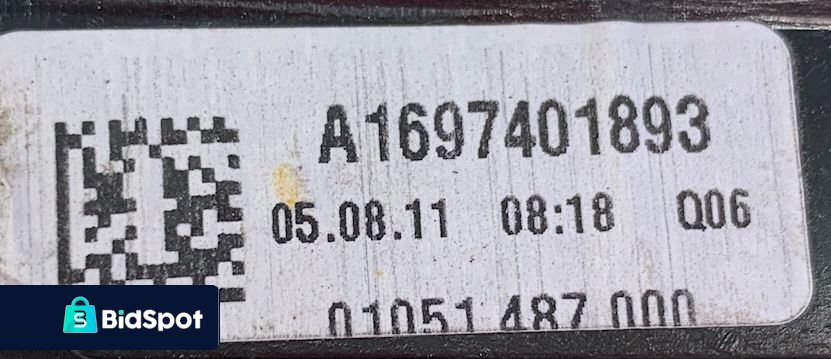 A1697401893
05.08.11 08:18 Q06
01051 487 000
BidSpot